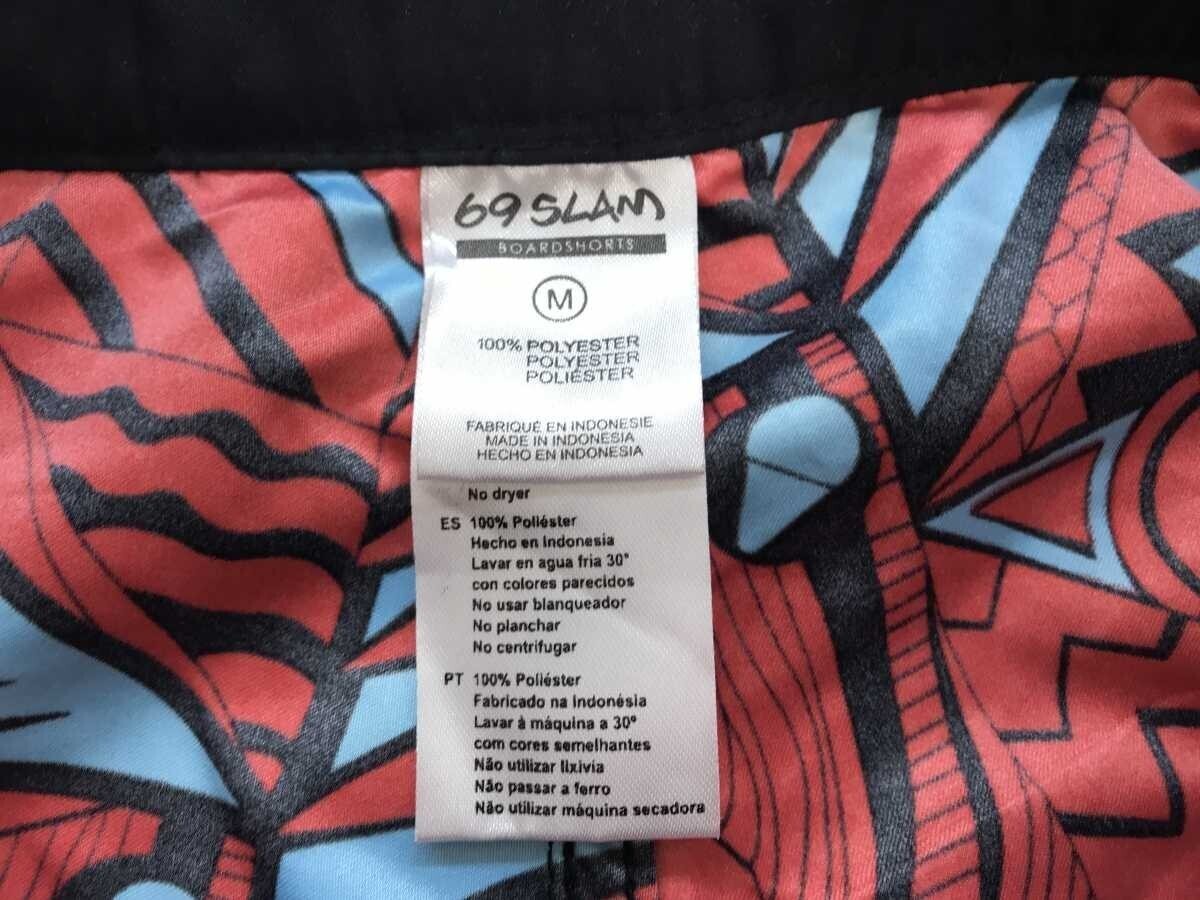 69 SLAM
BOARDSHORTS
M
100% POLYESTER
POLYESTER
POLIÉSTER
FABRIQUÉ EN INDONESIE
MADE IN INDONESIA
HECHO EN INDONESIA
No dryer
ES 100% Poliéster
Hecho en Indonesia
Lavar en agua fria 30°
con colores parecidos
No usar blanqueador
No planchar
No centrifugar
PT 100% Poliéster
Fabricado na Indonésia
Lavar à máquina a 30º
com cores semelhantes
Não utilizar lixivia
Não passar a ferro
Não utilizar máquina secadora